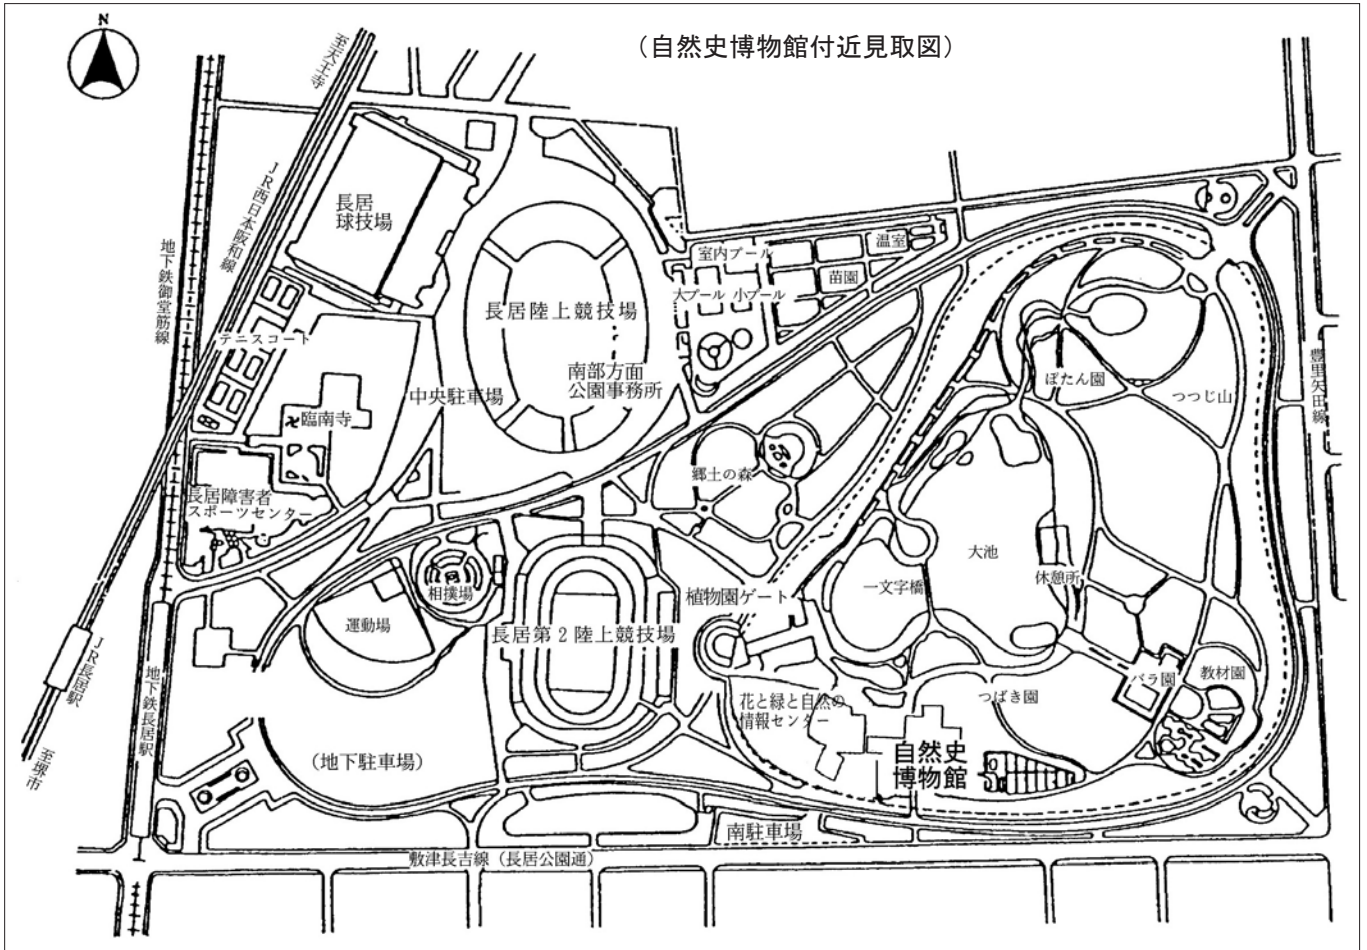 N
(自然史博物館付近見取図)
至天王寺
JR西日本阪和線
地下鉄御堂筋線
長居
球技場
テニスコート
卍臨南寺
長居障害者
スポーツセンター
中央駐車場
長居陸上競技場
南部方面
公園事務所
室内プール
大プール
小プール
苗園
温室
郷土の森
ぼたん園
つつじ山
豊里矢田線
大池
休憩所
一文字橋
植物園ゲート
相撲場
運動場
長居第2陸上競技場
花と緑と自然の
情報センター
つばき園
バラ園
教材園
自然史
博物館
(地下駐車場)
南駐車場
敷津長吉線(長居公園通)
JR長居駅
地下鉄長居駅
至堺市